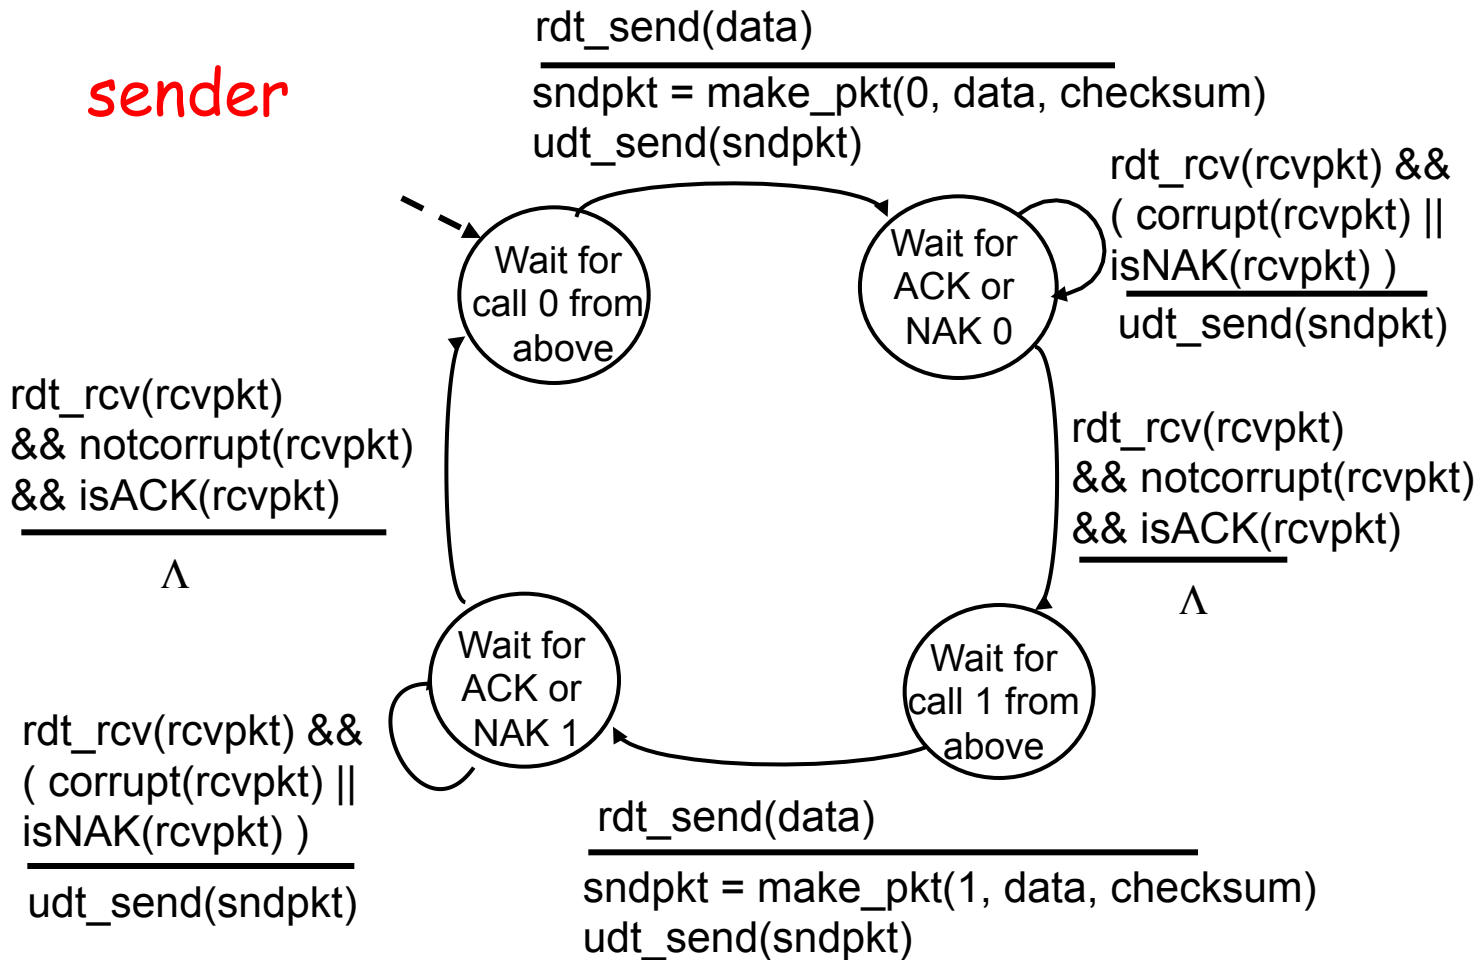 sender
rdt_send(data)
sndpkt = make_pkt(0, data, checksum)
udt_send(sndpkt)
Wait for
call 0 from
above
Wait for
ACK or
NAK 0
rdt_rcv(rcvpkt) &&
( corrupt(rcvpkt) ||
isNAK(rcvpkt) )
udt_send(sndpkt)
rdt_rcv(rcvpkt)
&& notcorrupt(rcvpkt)
&& isACK(rcvpkt)
Λ
rdt_rcv(rcvpkt)
&& notcorrupt(rcvpkt)
&& isACK(rcvpkt)
Λ
Wait for
ACK or
NAK 1
Wait for
call 1 from
above
rdt_rcv(rcvpkt) &&
( corrupt(rcvpkt) ||
isNAK(rcvpkt) )
udt_send(sndpkt)
rdt_send(data)
sndpkt = make_pkt(1, data, checksum)
udt_send(sndpkt)